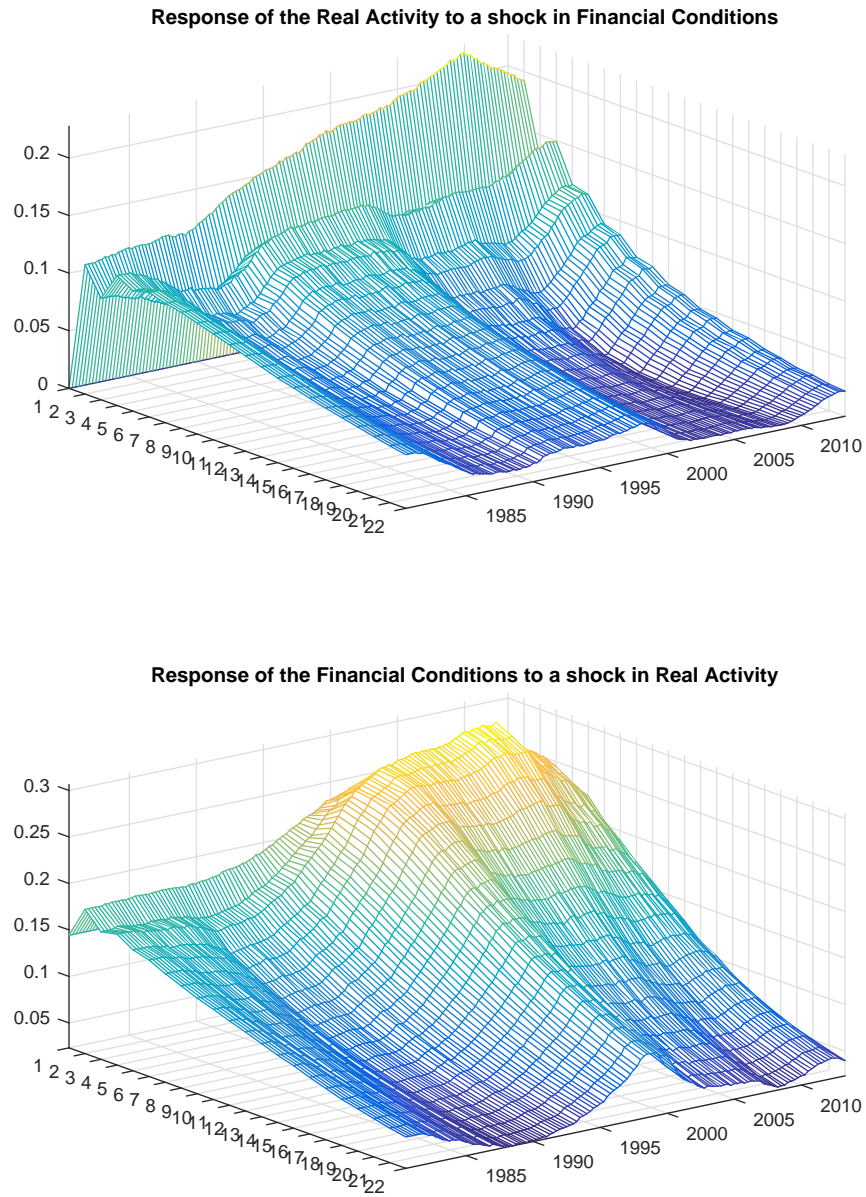 Response of the Real Activity to a shock in Financial Conditions
0.2
0.15
0.1
0.05
0
1 2 3 4 5 6 7 8 9 10 11 12 13 14 15 16 17 18 19 20 21 22
1985 1990 1995 2000 2005 2010
Response of the Financial Conditions to a shock in Real Activity
0.3
0.25
0.2
0.15
0.1
0.05
1 2 3 4 5 6 7 8 9 10 11 12 13 14 15 16 17 18 19 20 21 22
1985 1990 1995 2000 2005 2010